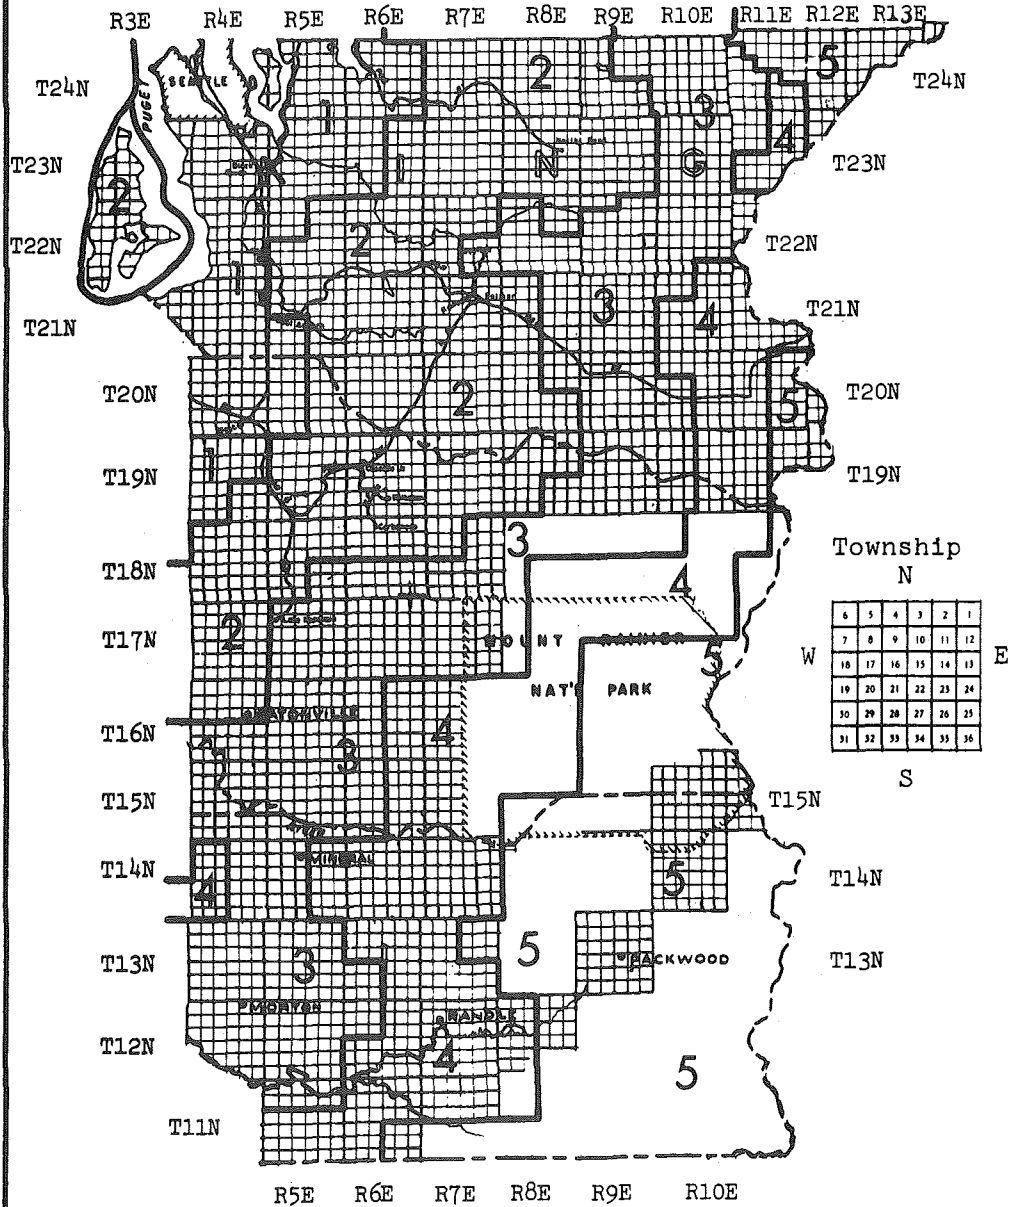 R3E R4E R5E R6E R7E R8E R9E R10E R11E R12E R13E
T24N SEATTLE 2 5 T24N
PUGET
1 3
4
T23N 1 N G T23N
2
T22N 2 T22N
1
T21N 3 4 T21N
T20N 2 5 T20N
1
T19N T19N
3
T18N 4
T17N 2 MOUNT RAINIER 5
NAT'L PARK
EATONVILLE
T16N 4
3
T15N T15N
MINERAL
T14N 4 5 T14N
T13N 3 5 PACKWOOD T13N
MORTON
RANDLE
T12N 4 5
T11N
R5E R6E R7E R8E R9E R10E
Township
N
6 5 4 3 2 1
7 8 9 10 11 12
W E
18 17 16 15 14 13
19 20 21 22 23 24
30 29 28 27 26 25
31 32 33 34 35 36
S